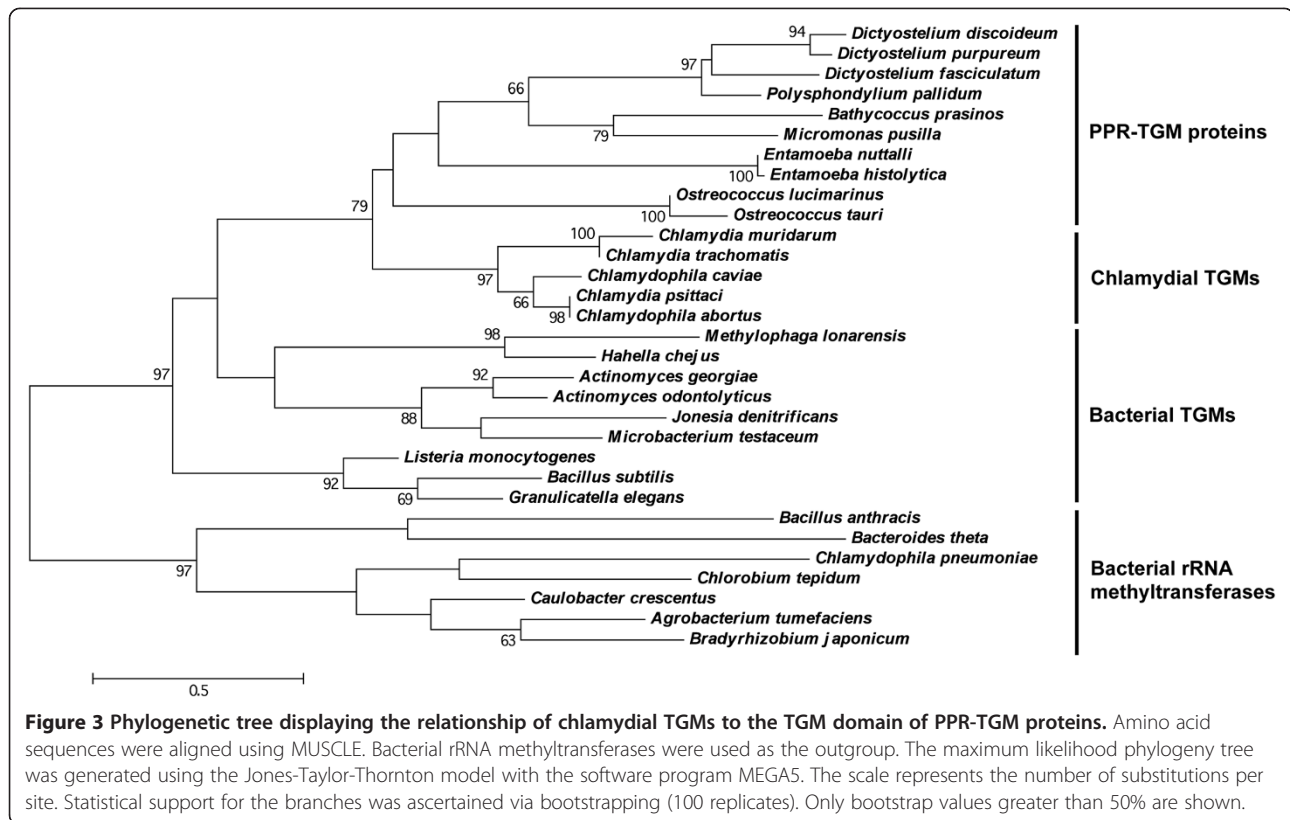 94
Dictyostelium discoideum
Dictyostelium purpureum
97
Dictyostelium fasciculatum
66
Polysphondylium pallidum
Bathycoccus prasinos
79
Micromonas pusilla
Entamoeba nuttalli
100
Entamoeba histolytica
Ostreococcus lucimarinus
79
100
Ostreococcus tauri
PPR-TGM proteins
100
Chlamydia muridarum
Chlamydia trachomatis
97
Chlamydophila caviae
66
Chlamydia psittaci
98
Chlamydophila abortus
Chlamydial TGMs
98
Methylophaga lonarensis
Hahella chejus
97
92
Actinomyces georgiae
Actinomyces odontolyticus
88
Jonesia denitrificans
Microbacterium testaceum
Listeria monocytogenes
92
Bacillus subtilis
69
Granulicatella elegans
Bacterial TGMs
Bacillus anthracis
Bacteroides theta
97
Chlamydophila pneumoniae
Chlorobium tepidum
Caulobacter crescentus
Agrobacterium tumefaciens
63
Bradyrhizobium japonicum
Bacterial rRNA
methyltransferases
0.5
Figure 3 Phylogenetic tree displaying the relationship of chlamydial TGMs to the TGM domain of PPR-TGM proteins. Amino acid
sequences were aligned using MUSCLE. Bacterial rRNA methyltransferases were used as the outgroup. The maximum likelihood phylogeny tree
was generated using the Jones-Taylor-Thornton model with the software program MEGA5. The scale represents the number of substitutions per
site. Statistical support for the branches was ascertained via bootstrapping (100 replicates). Only bootstrap values greater than 50% are shown.